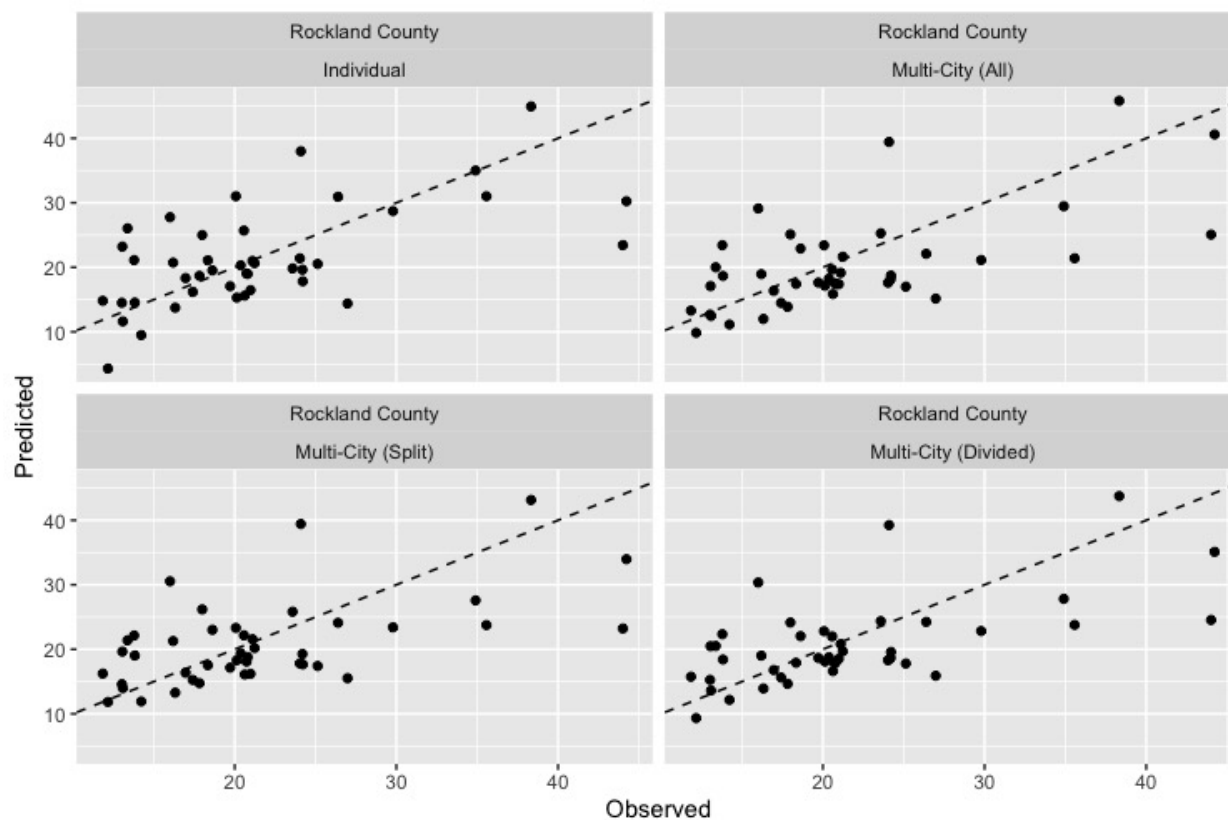 Rockland County
Individual
Rockland County
Multi-City (All)
40
30
20
10
Rockland County
Multi-City (Split)
Rockland County
Multi-City (Divided)
40
30
20
10
Predicted
20
30
40
20
30
40
Observed